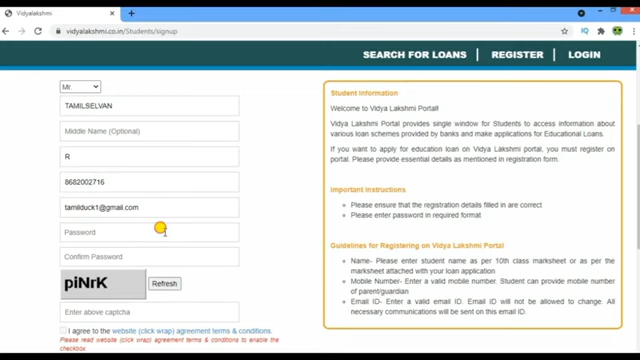 Vidyalakshmi
vidyalakshmi.co.in/Students/signup
SEARCH FOR LOANS | REGISTER | LOGIN
Mr.
TAMILSELVAN
Middle Name (Optional)
R
8682002716
tamilduck1@gmail.com
Password
Confirm Password
piNrK
Refresh
Enter above captcha
I agree to the website (click wrap) agreement terms & conditions.
Please read website (click wrap) agreement terms & conditions to enable the
checkbox.
Student Information
Welcome to Vidya Lakshmi Portal!
Vidya Lakshmi Portal provides single window for Students to access information about
various loan schemes provided by banks and make applications for Educational Loans.
If you want to apply for education loan on Vidya Lakshmi portal, you must register on
portal. Please provide essential details as mentioned in registration form.
Important Instructions
Please ensure that the registration details filled in are correct
Please enter password in required format
Guidelines for Registering on Vidya Lakshmi Portal
Name- Please enter student name as per 10th class marksheet or as per the
marksheet attached with your loan application
Mobile Number- Enter a valid mobile number. Student can provide mobile number
of parent/guardian
Email ID- Enter a valid email ID. Email ID will not be allowed to change. All
necessary communications will be sent on this email ID.